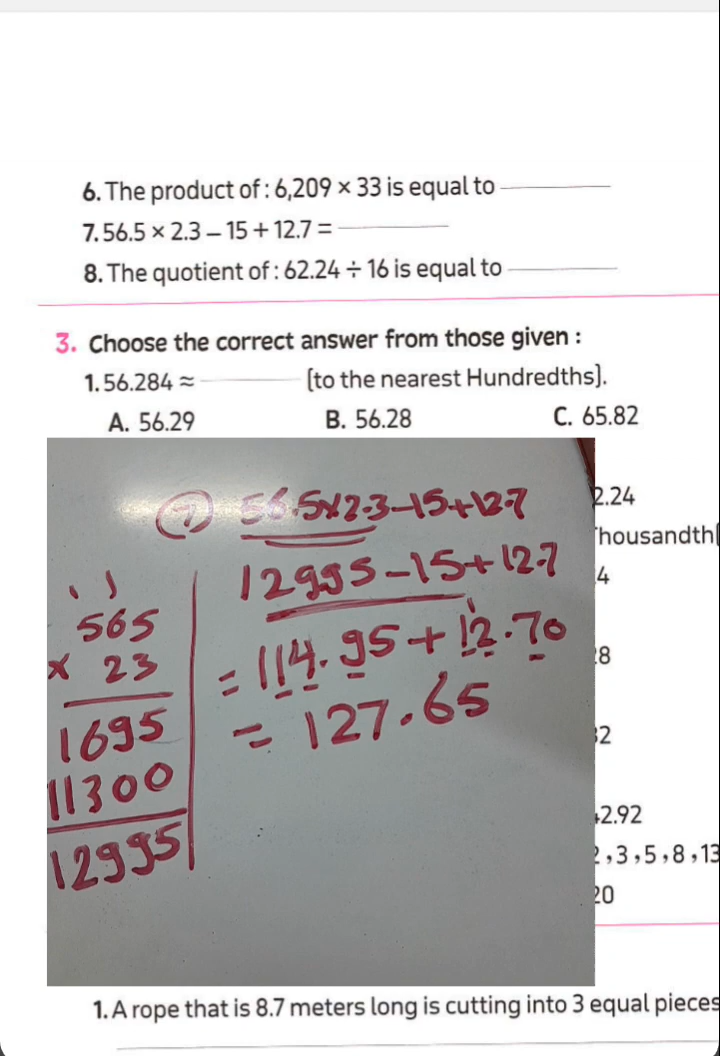 6. The product of : 6,209 × 33 is equal to
7. 56.5 × 2.3 – 15 + 12.7 =
8. The quotient of : 62.24 ÷ 16 is equal to
3. Choose the correct answer from those given :
1. 56.284 ≈ (to the nearest Hundredths).
A. 56.29 B. 56.28 C. 65.82
7 56.5×2.3-15+12.7
12995-15+12.7
=114.95+12.70
=127.65
1 1
565
× 23
1695
11300
12995
2.24
housandth
4
8
2
2.92
,3,5,8,13
20
1. A rope that is 8.7 meters long is cutting into 3 equal pieces